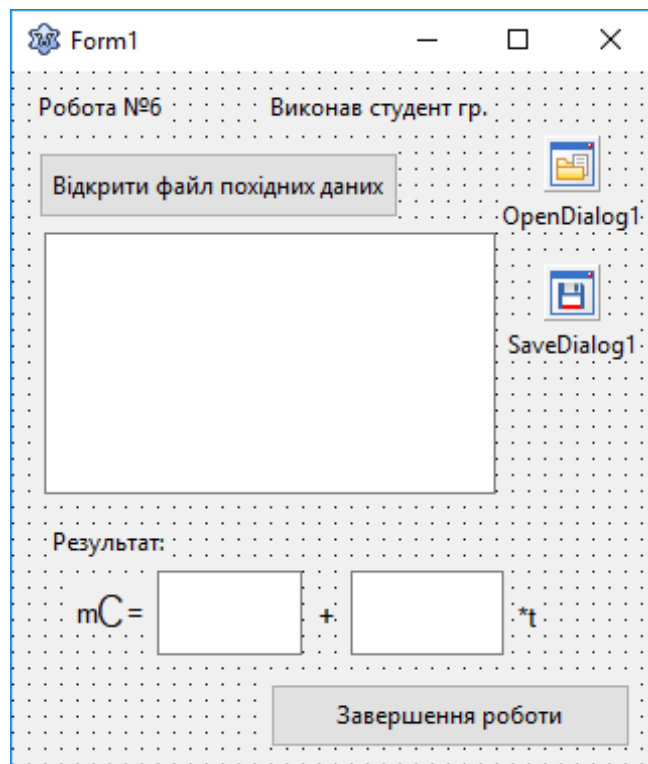 Form1
Робота №6 Виконав студент гр.
Відкрити файл похідних даних
OpenDialog1
SaveDialog1
Результат:
mC= + *t
Завершення роботи